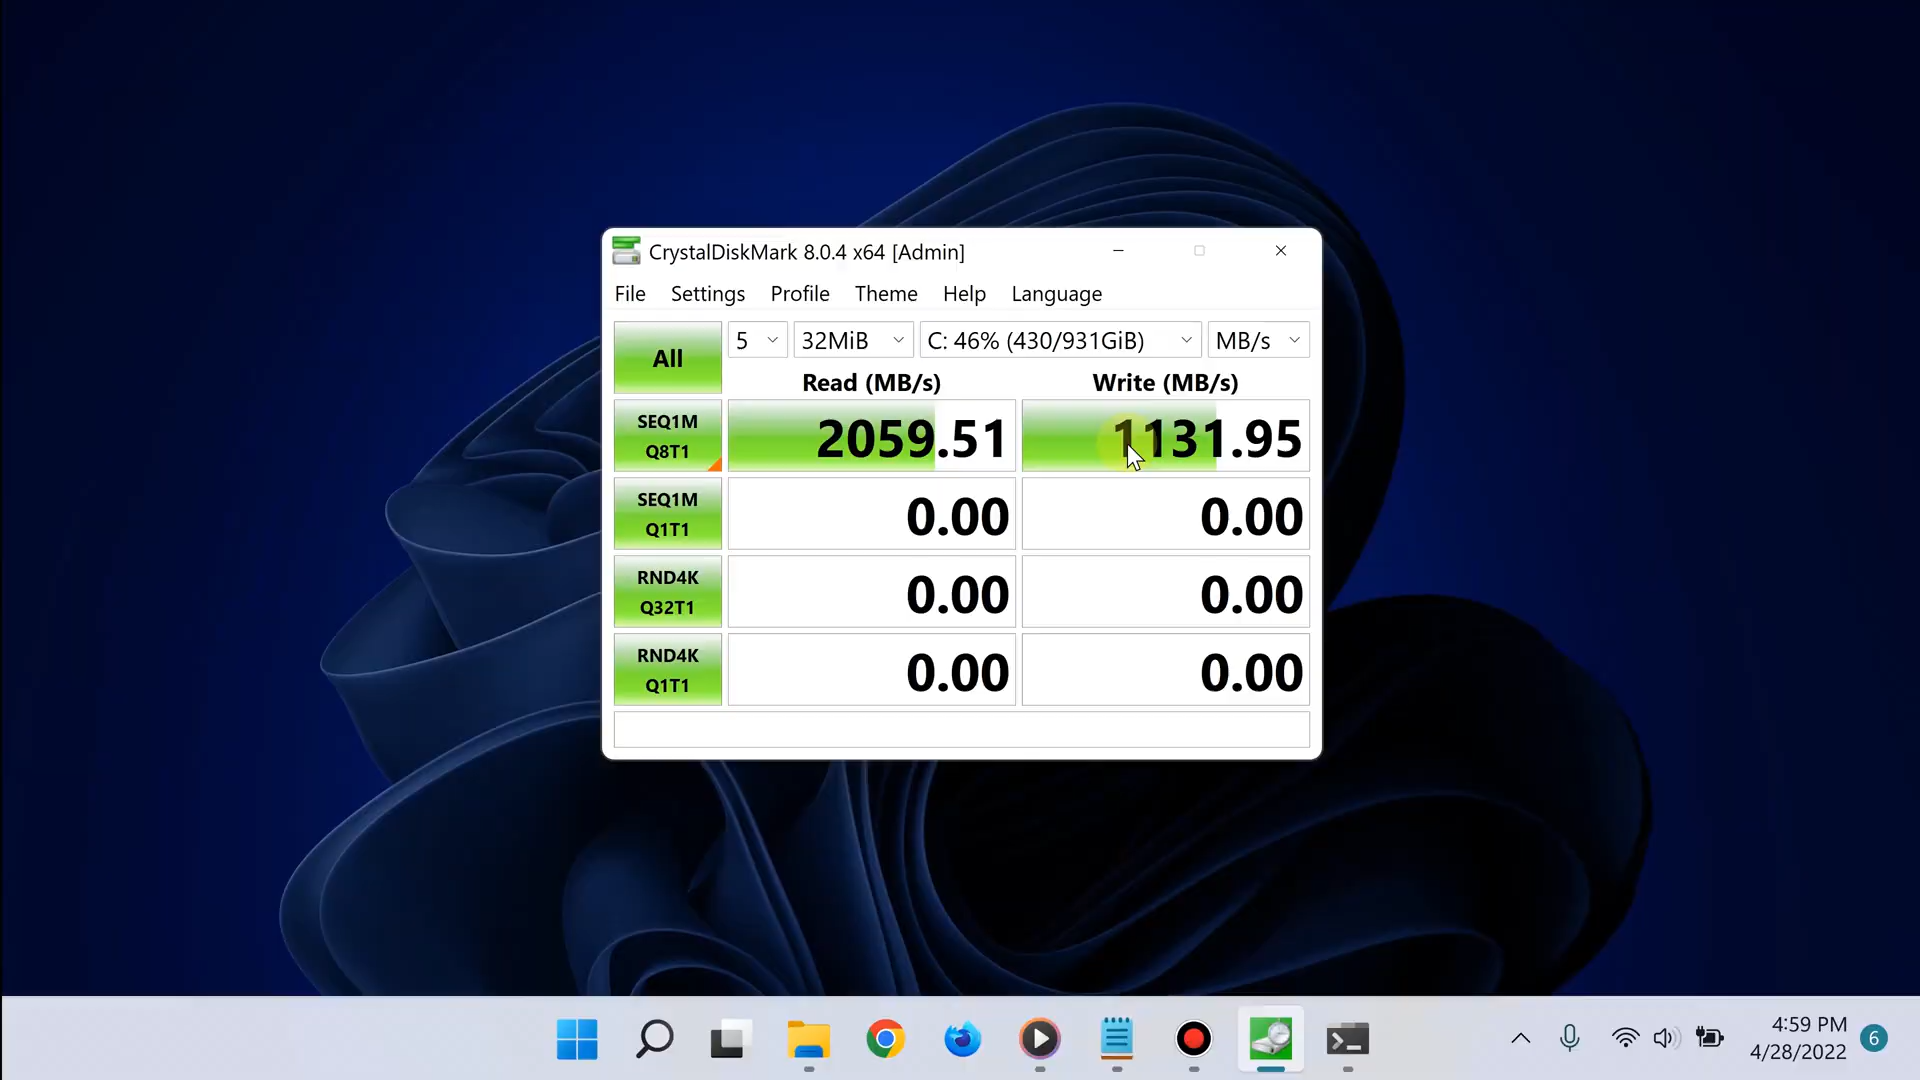 CrystalDiskMark 8.0.4 x64 [Admin]
File Settings Profile Theme Help Language
All 5 32MiB C: 46% (430/931GiB) MB/s
Read (MB/s) Write (MB/s)
SEQ1M
Q8T1
2059.51 1131.95
SEQ1M
Q1T1
0.00 0.00
RND4K
Q32T1
0.00 0.00
RND4K
Q1T1
0.00 0.00
4:59 PM
4/28/2022
6